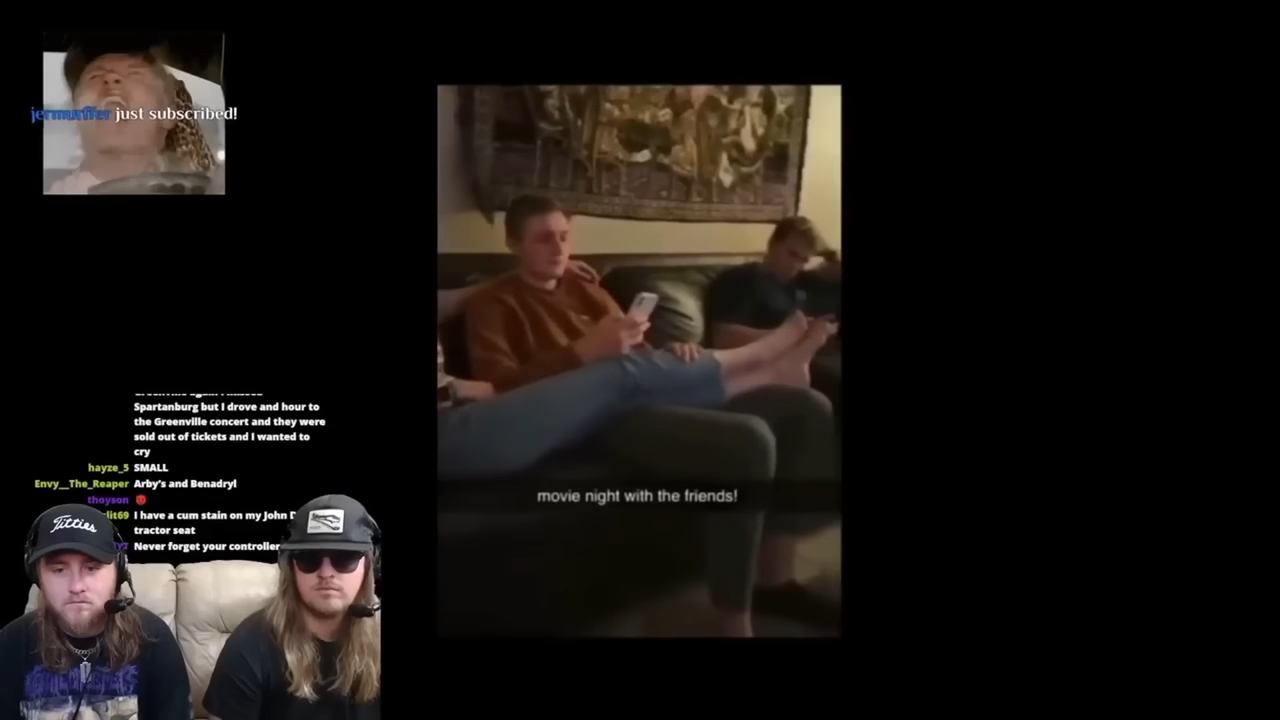 jermuffer just subscribed!
Spartanburg but I drove and hour to
the Greenville concert and they were
sold out of tickets and I wanted to
cry
hayze_5 SMALL
Envy__The_Reaper Arby's and Benadryl
thoyson
I have a cum stain on my John
tractor seat
Never forget your controller
Titties
movie night with the friends!